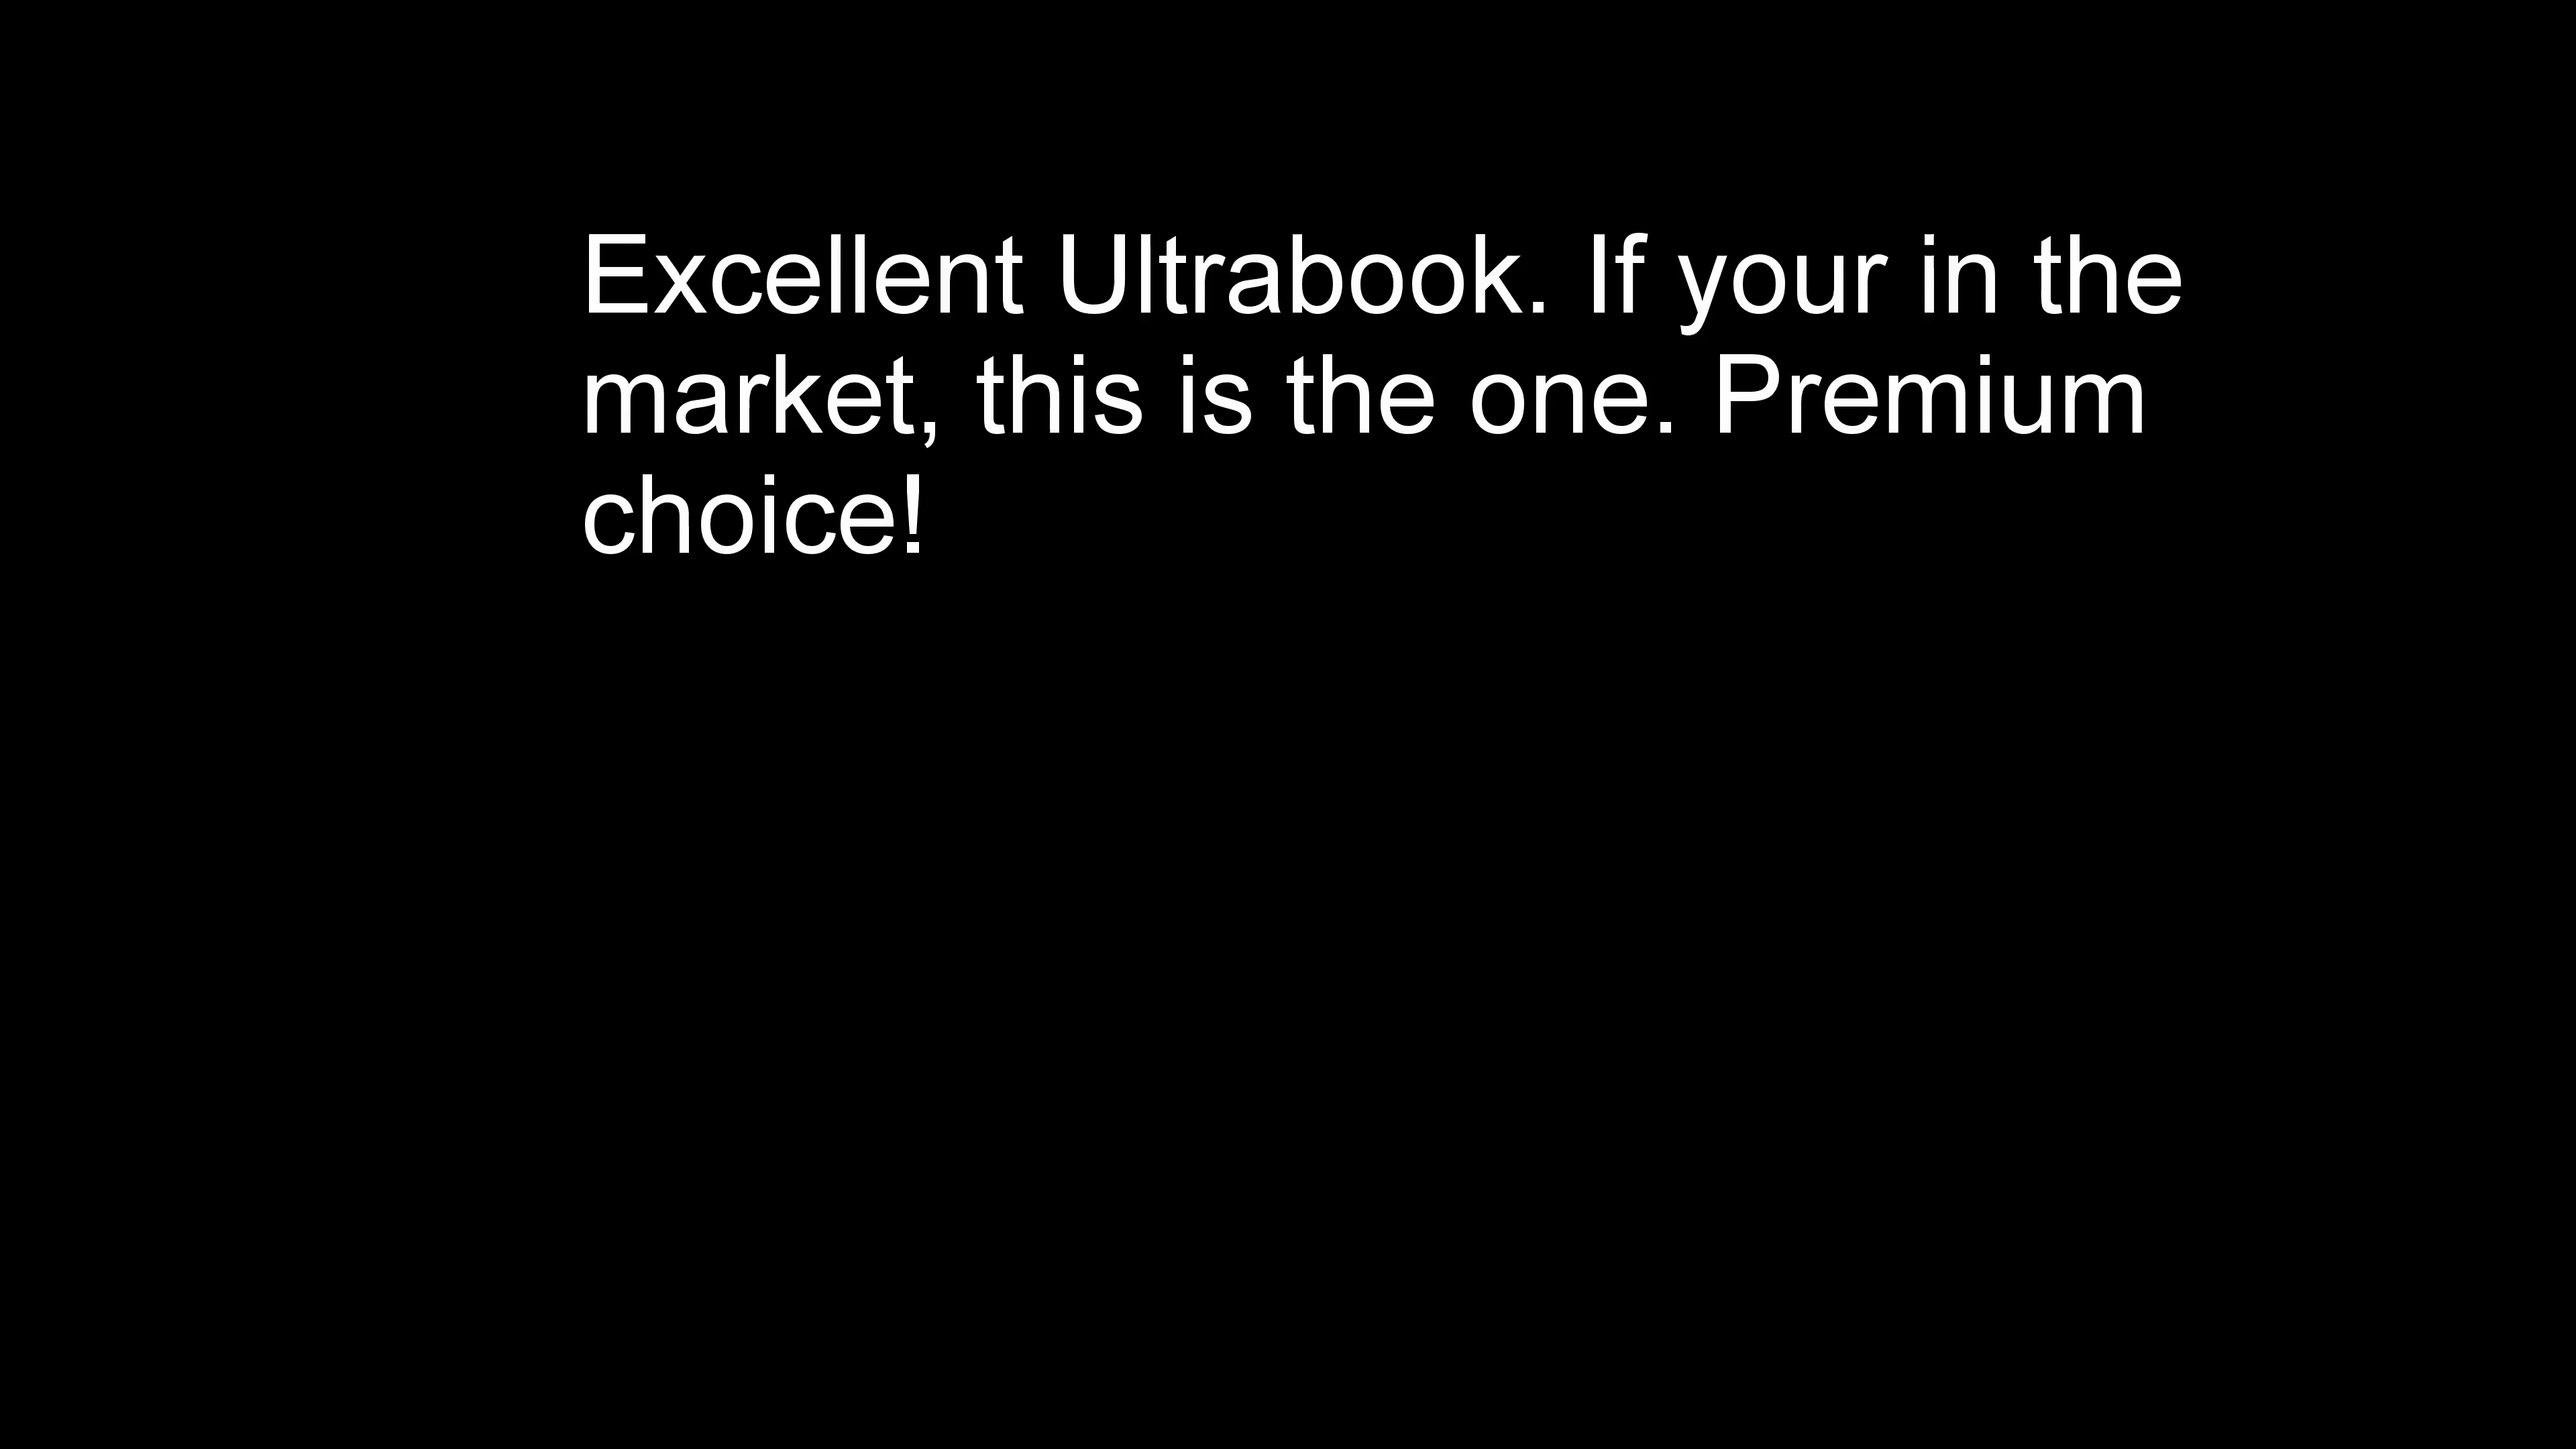 Excellent Ultrabook. If your in the
market, this is the one. Premium
choice!